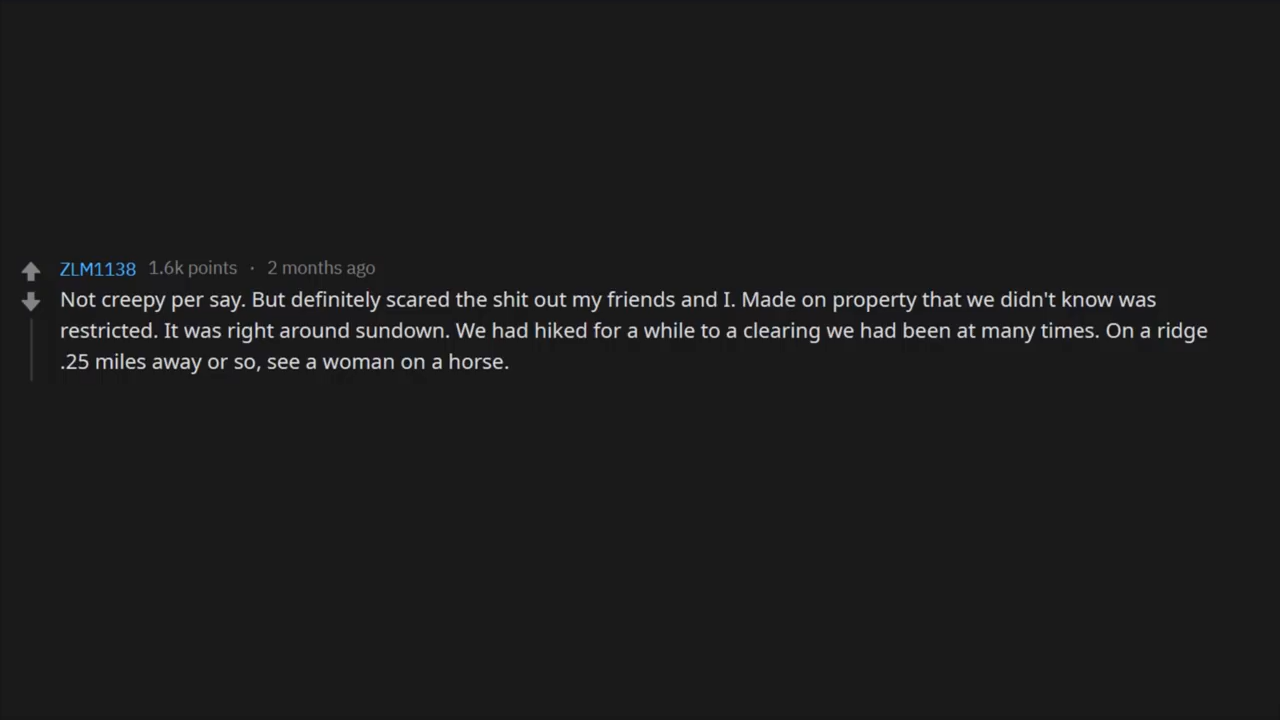 ZLM1138 1.6k points · 2 months ago
Not creepy per say. But definitely scared the shit out my friends and I. Made on property that we didn't know was
restricted. It was right around sundown. We had hiked for a while to a clearing we had been at many times. On a ridge
.25 miles away or so, see a woman on a horse.